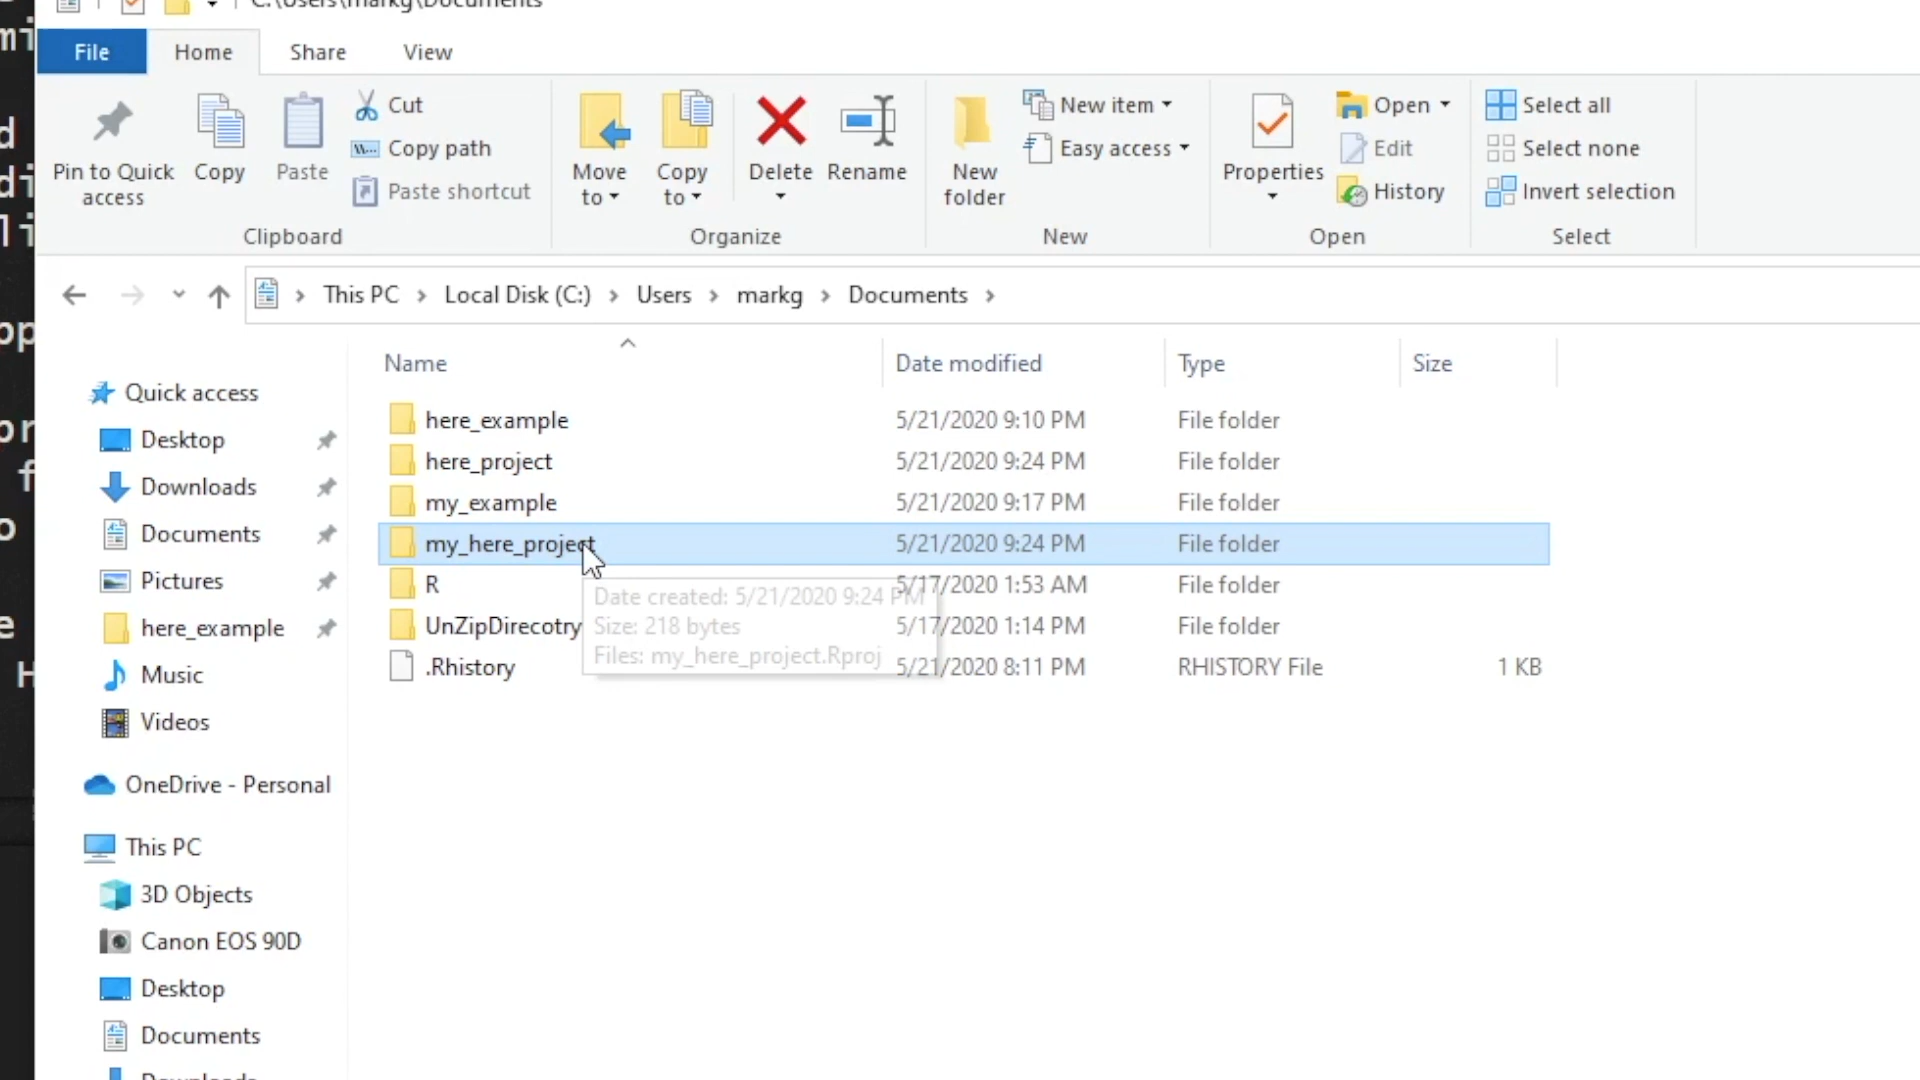 C:\Users\markg\Documents
File Home Share View
Pin to Quick access
Copy
Paste
Cut
Copy path
Paste shortcut
Clipboard
Move to
Copy to
Delete
Rename
Organize
New folder
New item
Easy access
New
Properties
Open
Edit
History
Open
Select all
Select none
Invert selection
Select
This PC > Local Disk (C:) > Users > markg > Documents >
Name Date modified Type Size
here_example 5/21/2020 9:10 PM File folder
here_project 5/21/2020 9:24 PM File folder
my_example 5/21/2020 9:17 PM File folder
my_here_project 5/21/2020 9:24 PM File folder
R 5/17/2020 1:53 AM File folder
UnZipDirecotry 5/17/2020 1:14 PM File folder
.Rhistory 5/21/2020 8:11 PM RHISTORY File 1 KB
Date created: 5/21/2020 9:24 PM
Size: 218 bytes
Files: my_here_project.Rproj
Quick access
Desktop
Downloads
Documents
Pictures
here_example
Music
Videos
OneDrive - Personal
This PC
3D Objects
Canon EOS 90D
Desktop
Documents